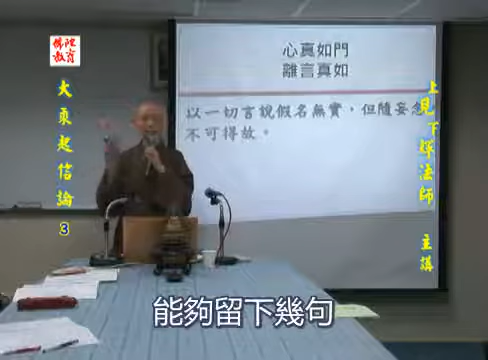 佛陀
教育
大乘起信論
3
心真如門
離言真如
以一切言說假名無實，但隨妄念
不可得故。
上見下輝法師 主講
能夠留下幾句